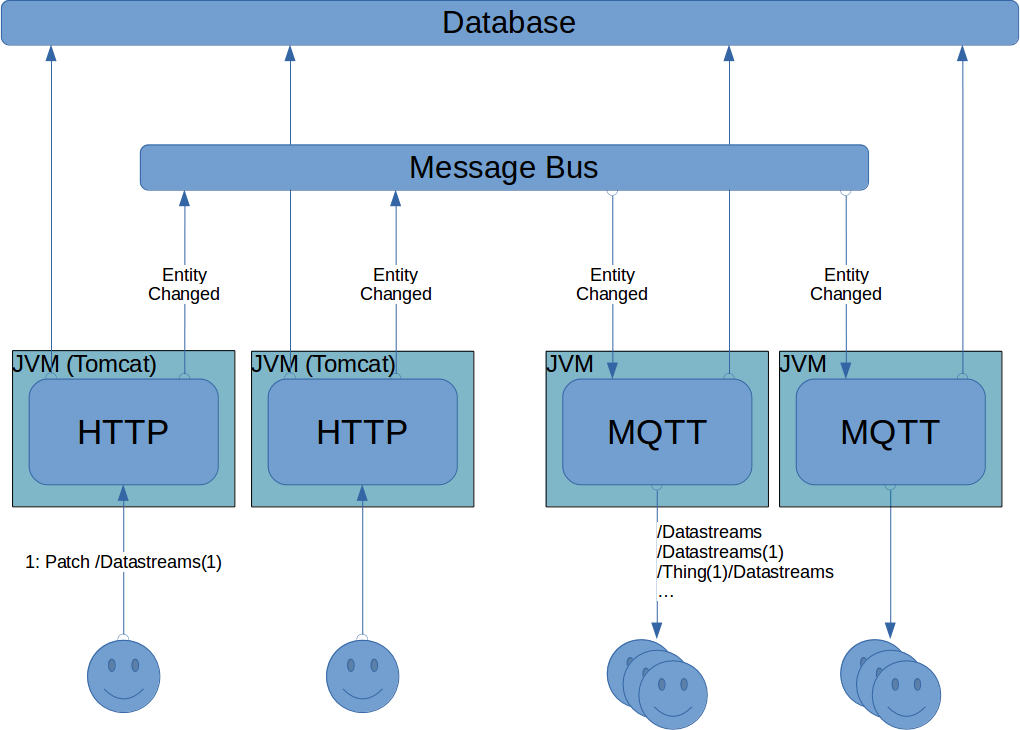 Database
Message Bus
Entity
Changed
Entity
Changed
Entity
Changed
Entity
Changed
JVM (Tomcat)
JVM (Tomcat)
JVM
JVM
HTTP
HTTP
MQTT
MQTT
1: Patch /Datastreams(1)
/Datastreams
/Datastreams(1)
/Thing(1)/Datastreams
...